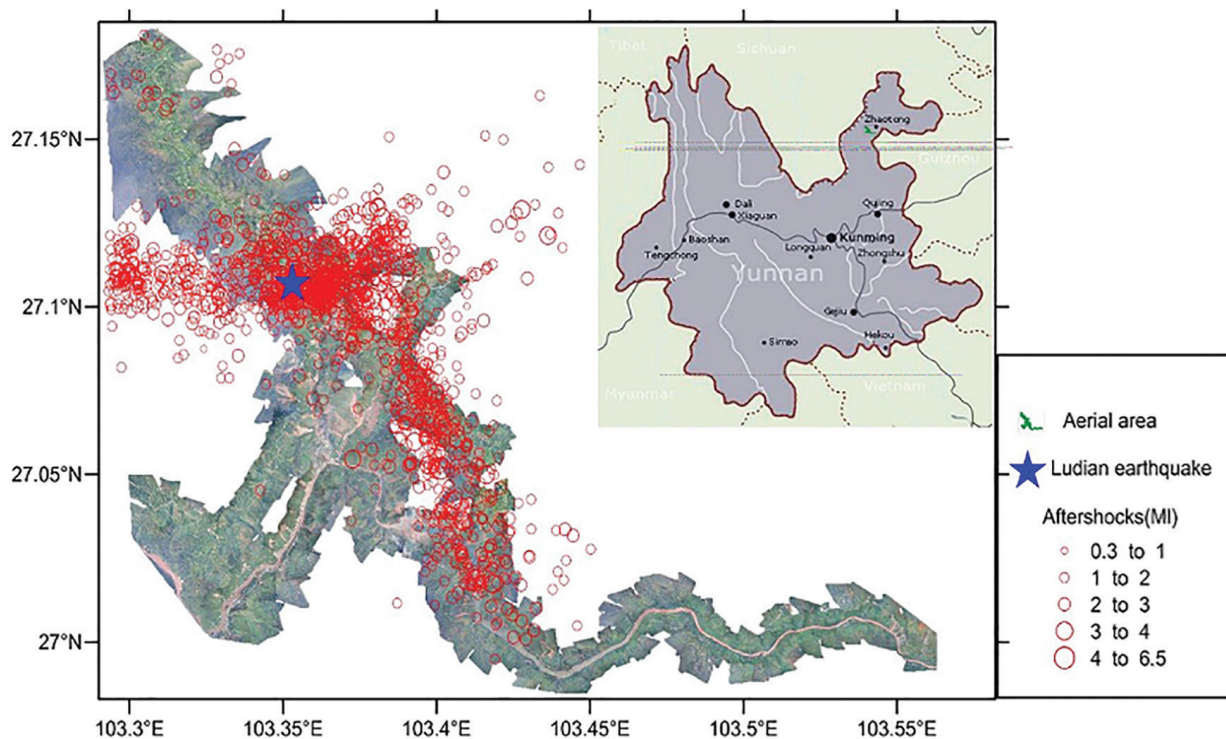 27.15°N
27.1°N
27.05°N
27°N
103.3°E
103.35°E
103.4°E
103.45°E
103.5°E
103.55°E
Tibet
Sichuan
Zhaotong
Guizhou
Dali
Xiaguan
Qujing
Baoshan
Kunming
Tengchong
Longquan
Zhongshu
Yunnan
Gejiu
Simao
Hekou
Myanmar
Vietnam
Aerial area
Ludian earthquake
Aftershocks(Ml)
0.3 to 1
1 to 2
2 to 3
3 to 4
4 to 6.5